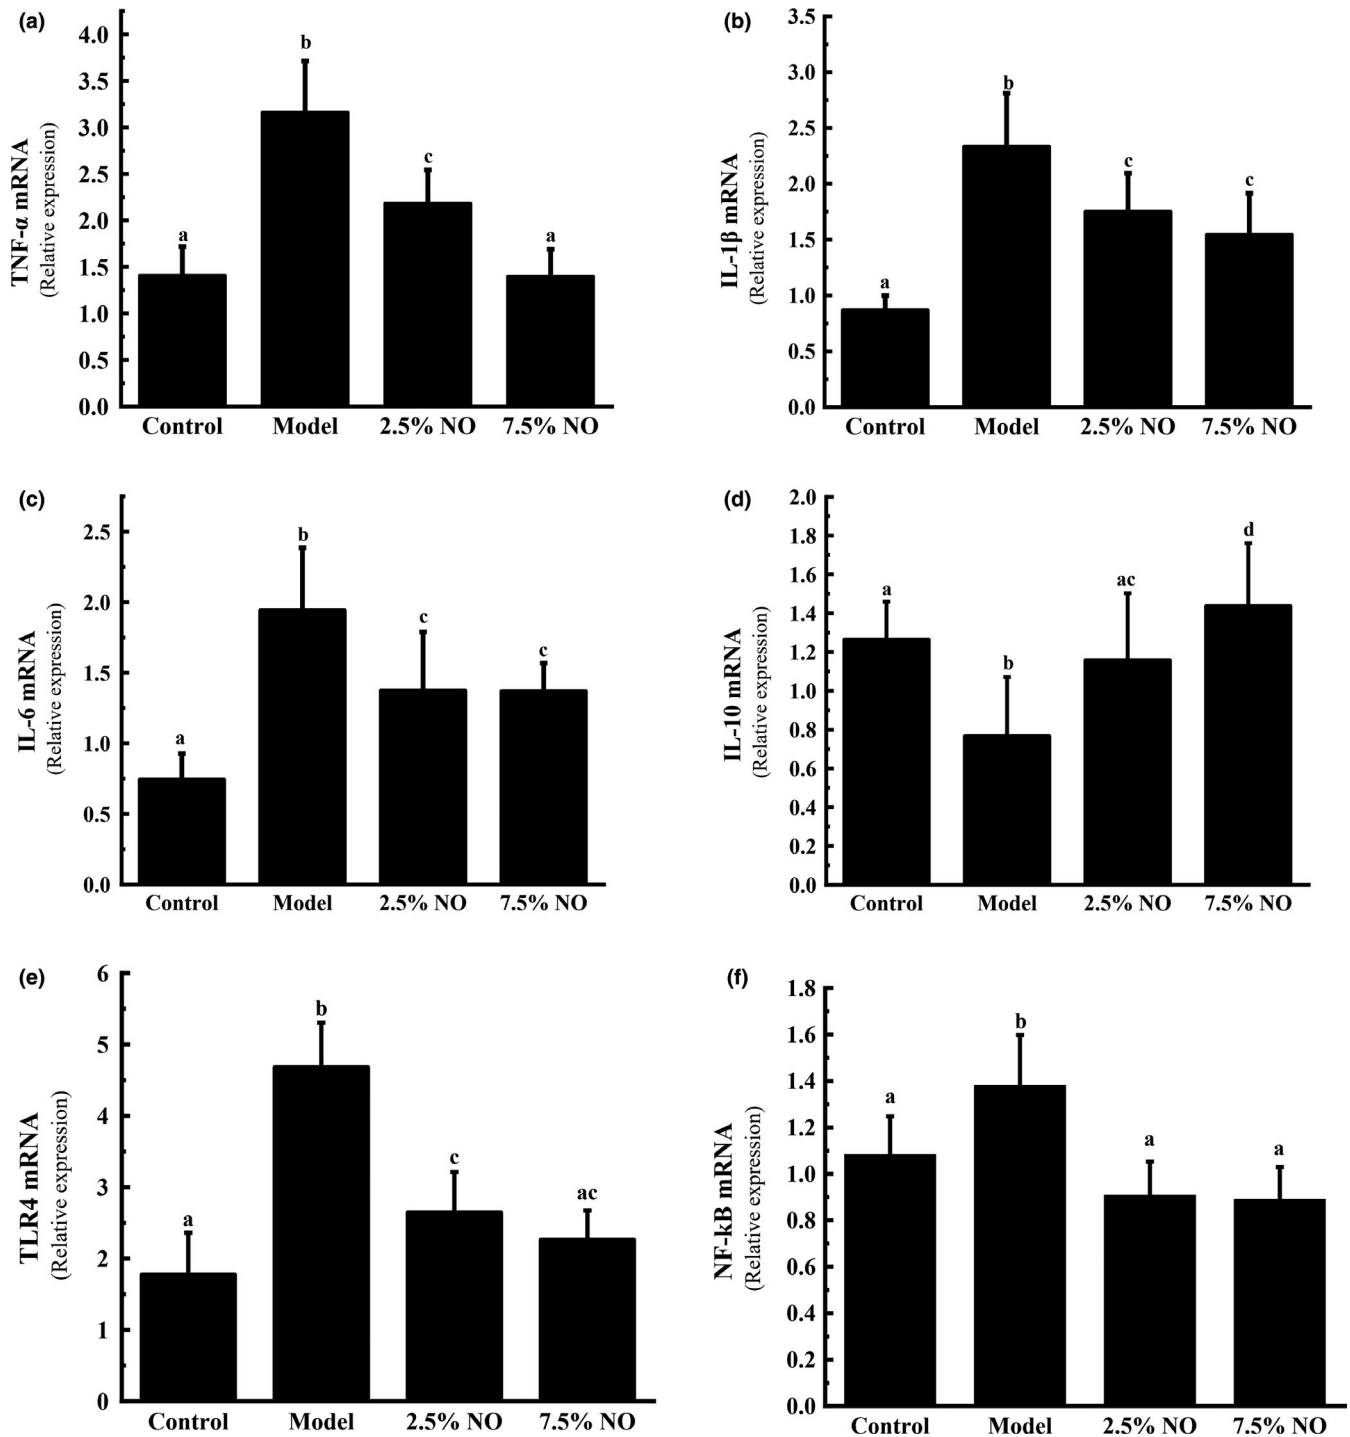 (a)
TNF-α mRNA
(Relative expression)
4.0
3.5
3.0
2.5
2.0
1.5
1.0
0.5
0.0
a
b
c
a
Control Model 2.5% NO 7.5% NO
(b)
IL-1β mRNA
(Relative expression)
3.5
3.0
2.5
2.0
1.5
1.0
0.5
0.0
a
b
c
c
Control Model 2.5% NO 7.5% NO
(c)
IL-6 mRNA
(Relative expression)
2.5
2.0
1.5
1.0
0.5
0.0
a
b
c
c
Control Model 2.5% NO 7.5% NO
(d)
IL-10 mRNA
(Relative expression)
2.0
1.8
1.6
1.4
1.2
1.0
0.8
0.6
0.4
0.2
0.0
a
b
ac
d
Control Model 2.5% NO 7.5% NO
(e)
TLR4 mRNA
(Relative expression)
6
5
4
3
2
1
0
a
b
c
ac
Control Model 2.5% NO 7.5% NO
(f)
NF-kB mRNA
(Relative expression)
1.8
1.6
1.4
1.2
1.0
0.8
0.6
0.4
0.2
0.0
a
b
a
a
Control Model 2.5% NO 7.5% NO